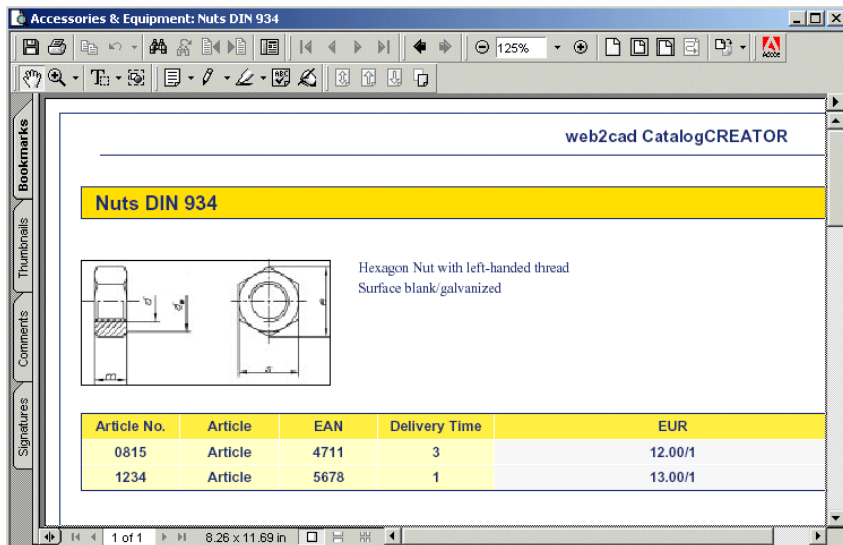 Accessories & Equipment: Nuts DIN 934
125%
Adobe
Bookmarks
Thumbnails
Comments
Signatures
web2cad CatalogCREATOR
Nuts DIN 934
Hexagon Nut with left-handed thread
Surface blank/galvanized
d
m
s
e
Article No. Article EAN Delivery Time EUR
0815 Article 4711 3 12.00/1
1234 Article 5678 1 13.00/1
1 of 1 8.26 x 11.69 in